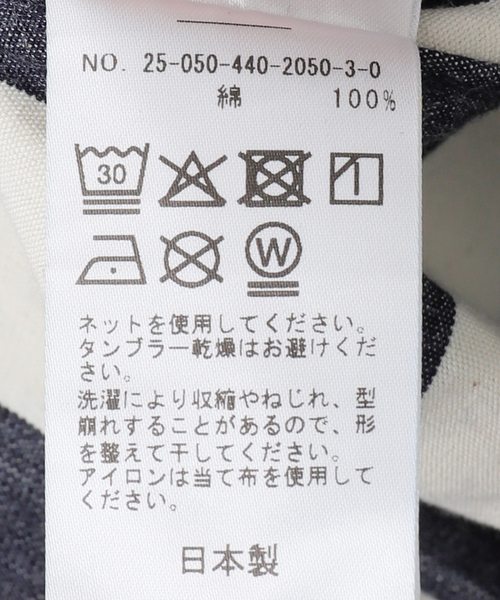 NO. 25-050-440-2050-3-0
綿 100%
30
W
ネットを使用してください。
タンブラー乾燥はお避けくだ
さい。
洗濯により収縮やねじれ、型
崩れすることがあるので、形
を整えて干してください。
アイロンは当て布を使用して
ください。
日本製